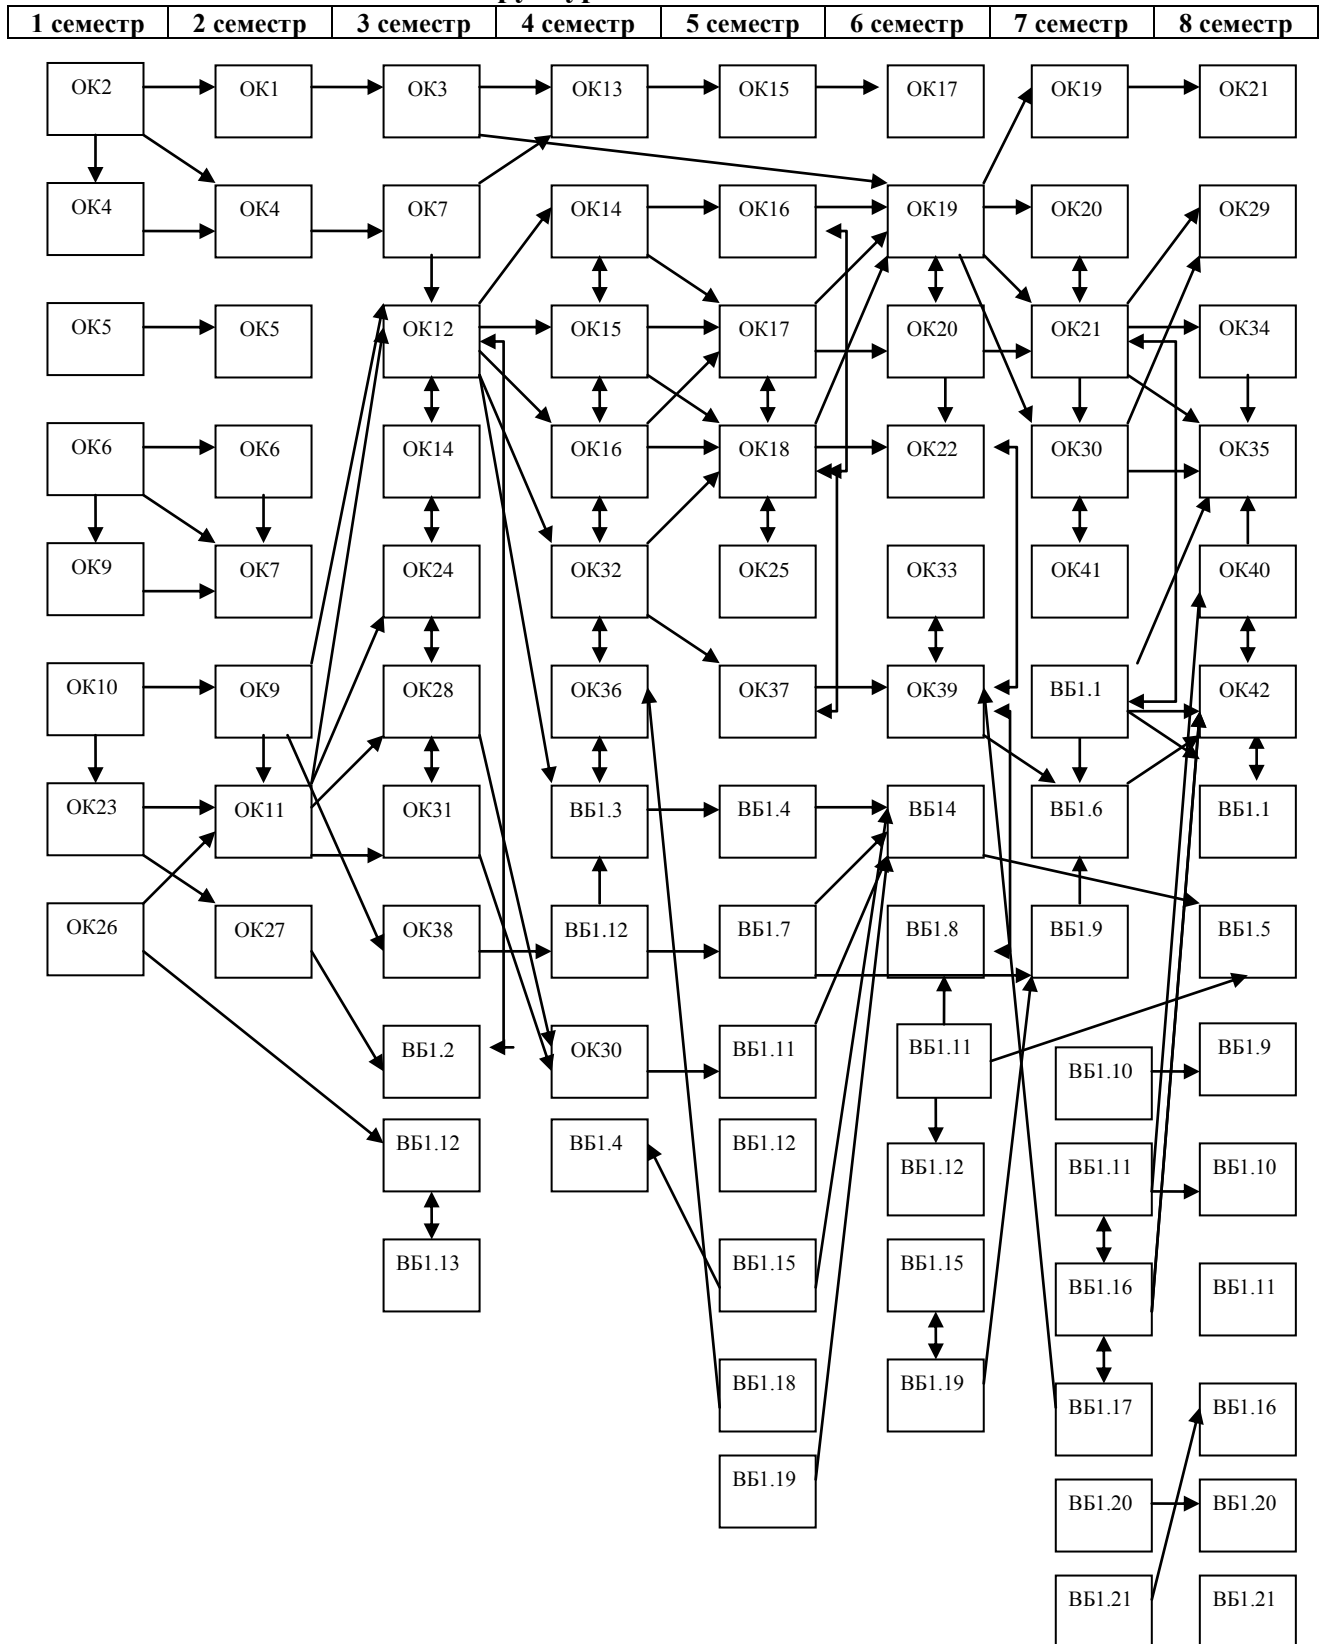 1 семестр 2 семестр 3 семестр 4 семестр 5 семестр 6 семестр 7 семестр 8 семестр
ОК2 ОК1 ОК3 ОК13 ОК15 ОК17 ОК19 ОК21
ОК4 ОК4 ОК7 ОК14 ОК16 ОК19 ОК20 ОК29
ОК5 ОК5 ОК12 ОК15 ОК17 ОК20 ОК21 ОК34
ОК6 ОК6 ОК14 ОК16 ОК18 ОК22 ОК30 ОК35
ОК9 ОК7 ОК24 ОК32 ОК25 ОК33 ОК41 ОК40
ОК10 ОК9 ОК28 ОК36 ОК37 ОК39 ВБ1.1 ОК42
ОК23 ОК11 ОК31 ВБ1.3 ВБ1.4 ВБ14 ВБ1.6 ВБ1.1
ОК26 ОК27 ОК38 ВБ1.12 ВБ1.7 ВБ1.8 ВБ1.9 ВБ1.5
ВБ1.2 ОК30 ВБ1.11 ВБ1.11 ВБ1.10 ВБ1.9
ВБ1.12 ВБ1.4 ВБ1.12 ВБ1.12 ВБ1.11 ВБ1.10
ВБ1.13 ВБ1.15 ВБ1.15 ВБ1.16 ВБ1.11
ВБ1.18 ВБ1.19 ВБ1.17 ВБ1.16
ВБ1.19 ВБ1.20 ВБ1.20
ВБ1.21 ВБ1.21